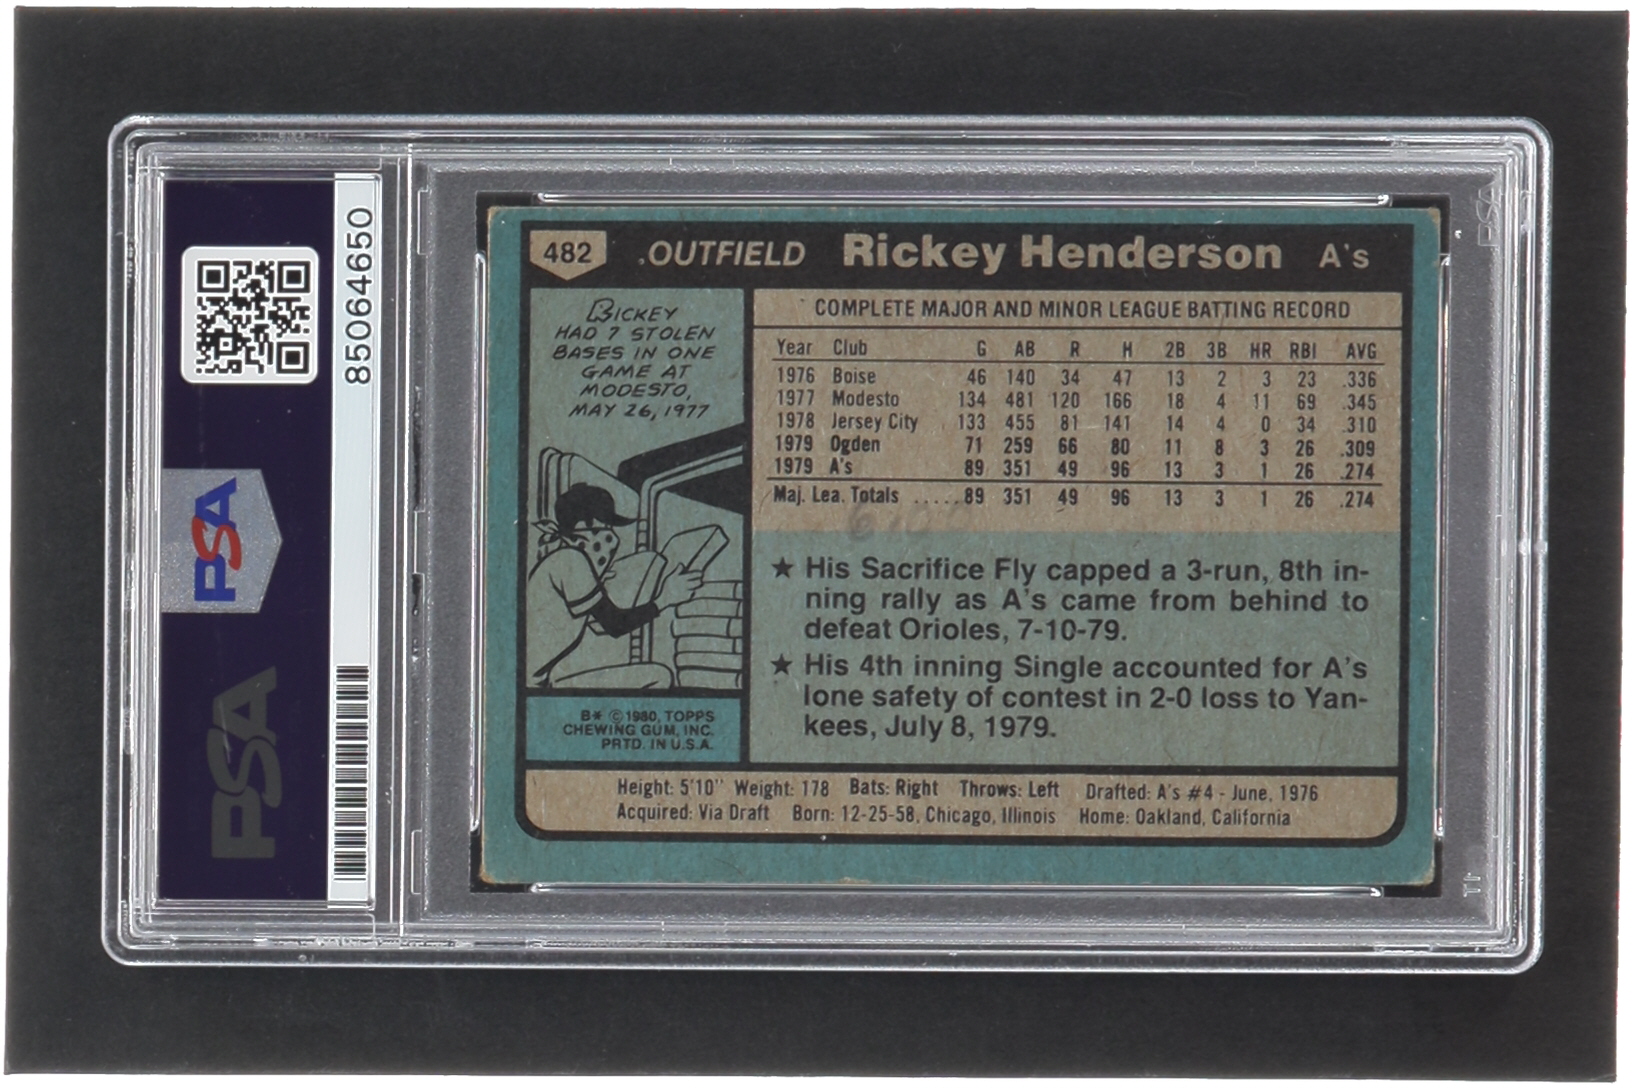 482 OUTFIELD Rickey Henderson A's
RICKEY
HAD 7 STOLEN
BASES IN ONE
GAME AT
MODESTO,
MAY 26, 1977
COMPLETE MAJOR AND MINOR LEAGUE BATTING RECORD
Year Club G AB R H 2B 3B HR RBI AVG
1976 Boise 46 140 34 47 13 2 3 23 .336
1977 Modesto 134 481 120 166 18 4 11 69 .345
1978 Jersey City 133 455 81 141 14 4 0 34 .310
1979 Ogden 71 259 66 80 11 8 3 26 .309
1979 A's 89 351 49 96 13 3 1 26 .274
Maj. Lea. Totals .....89 351 49 96 13 3 1 26 .274
★ His Sacrifice Fly capped a 3-run, 8th in-
ning rally as A's came from behind to
defeat Orioles, 7-10-79.
★ His 4th inning Single accounted for A's
lone safety of contest in 2-0 loss to Yan-
kees, July 8, 1979.
B* © 1980, TOPPS
CHEWING GUM, INC.
PRTD. IN U.S.A.
Height: 5'10" Weight: 178 Bats: Right Throws: Left Drafted: A's #4 - June, 1976
Acquired: Via Draft Born: 12-25-58, Chicago, Illinois Home: Oakland, California
85064650
PSA
PSA
PSA